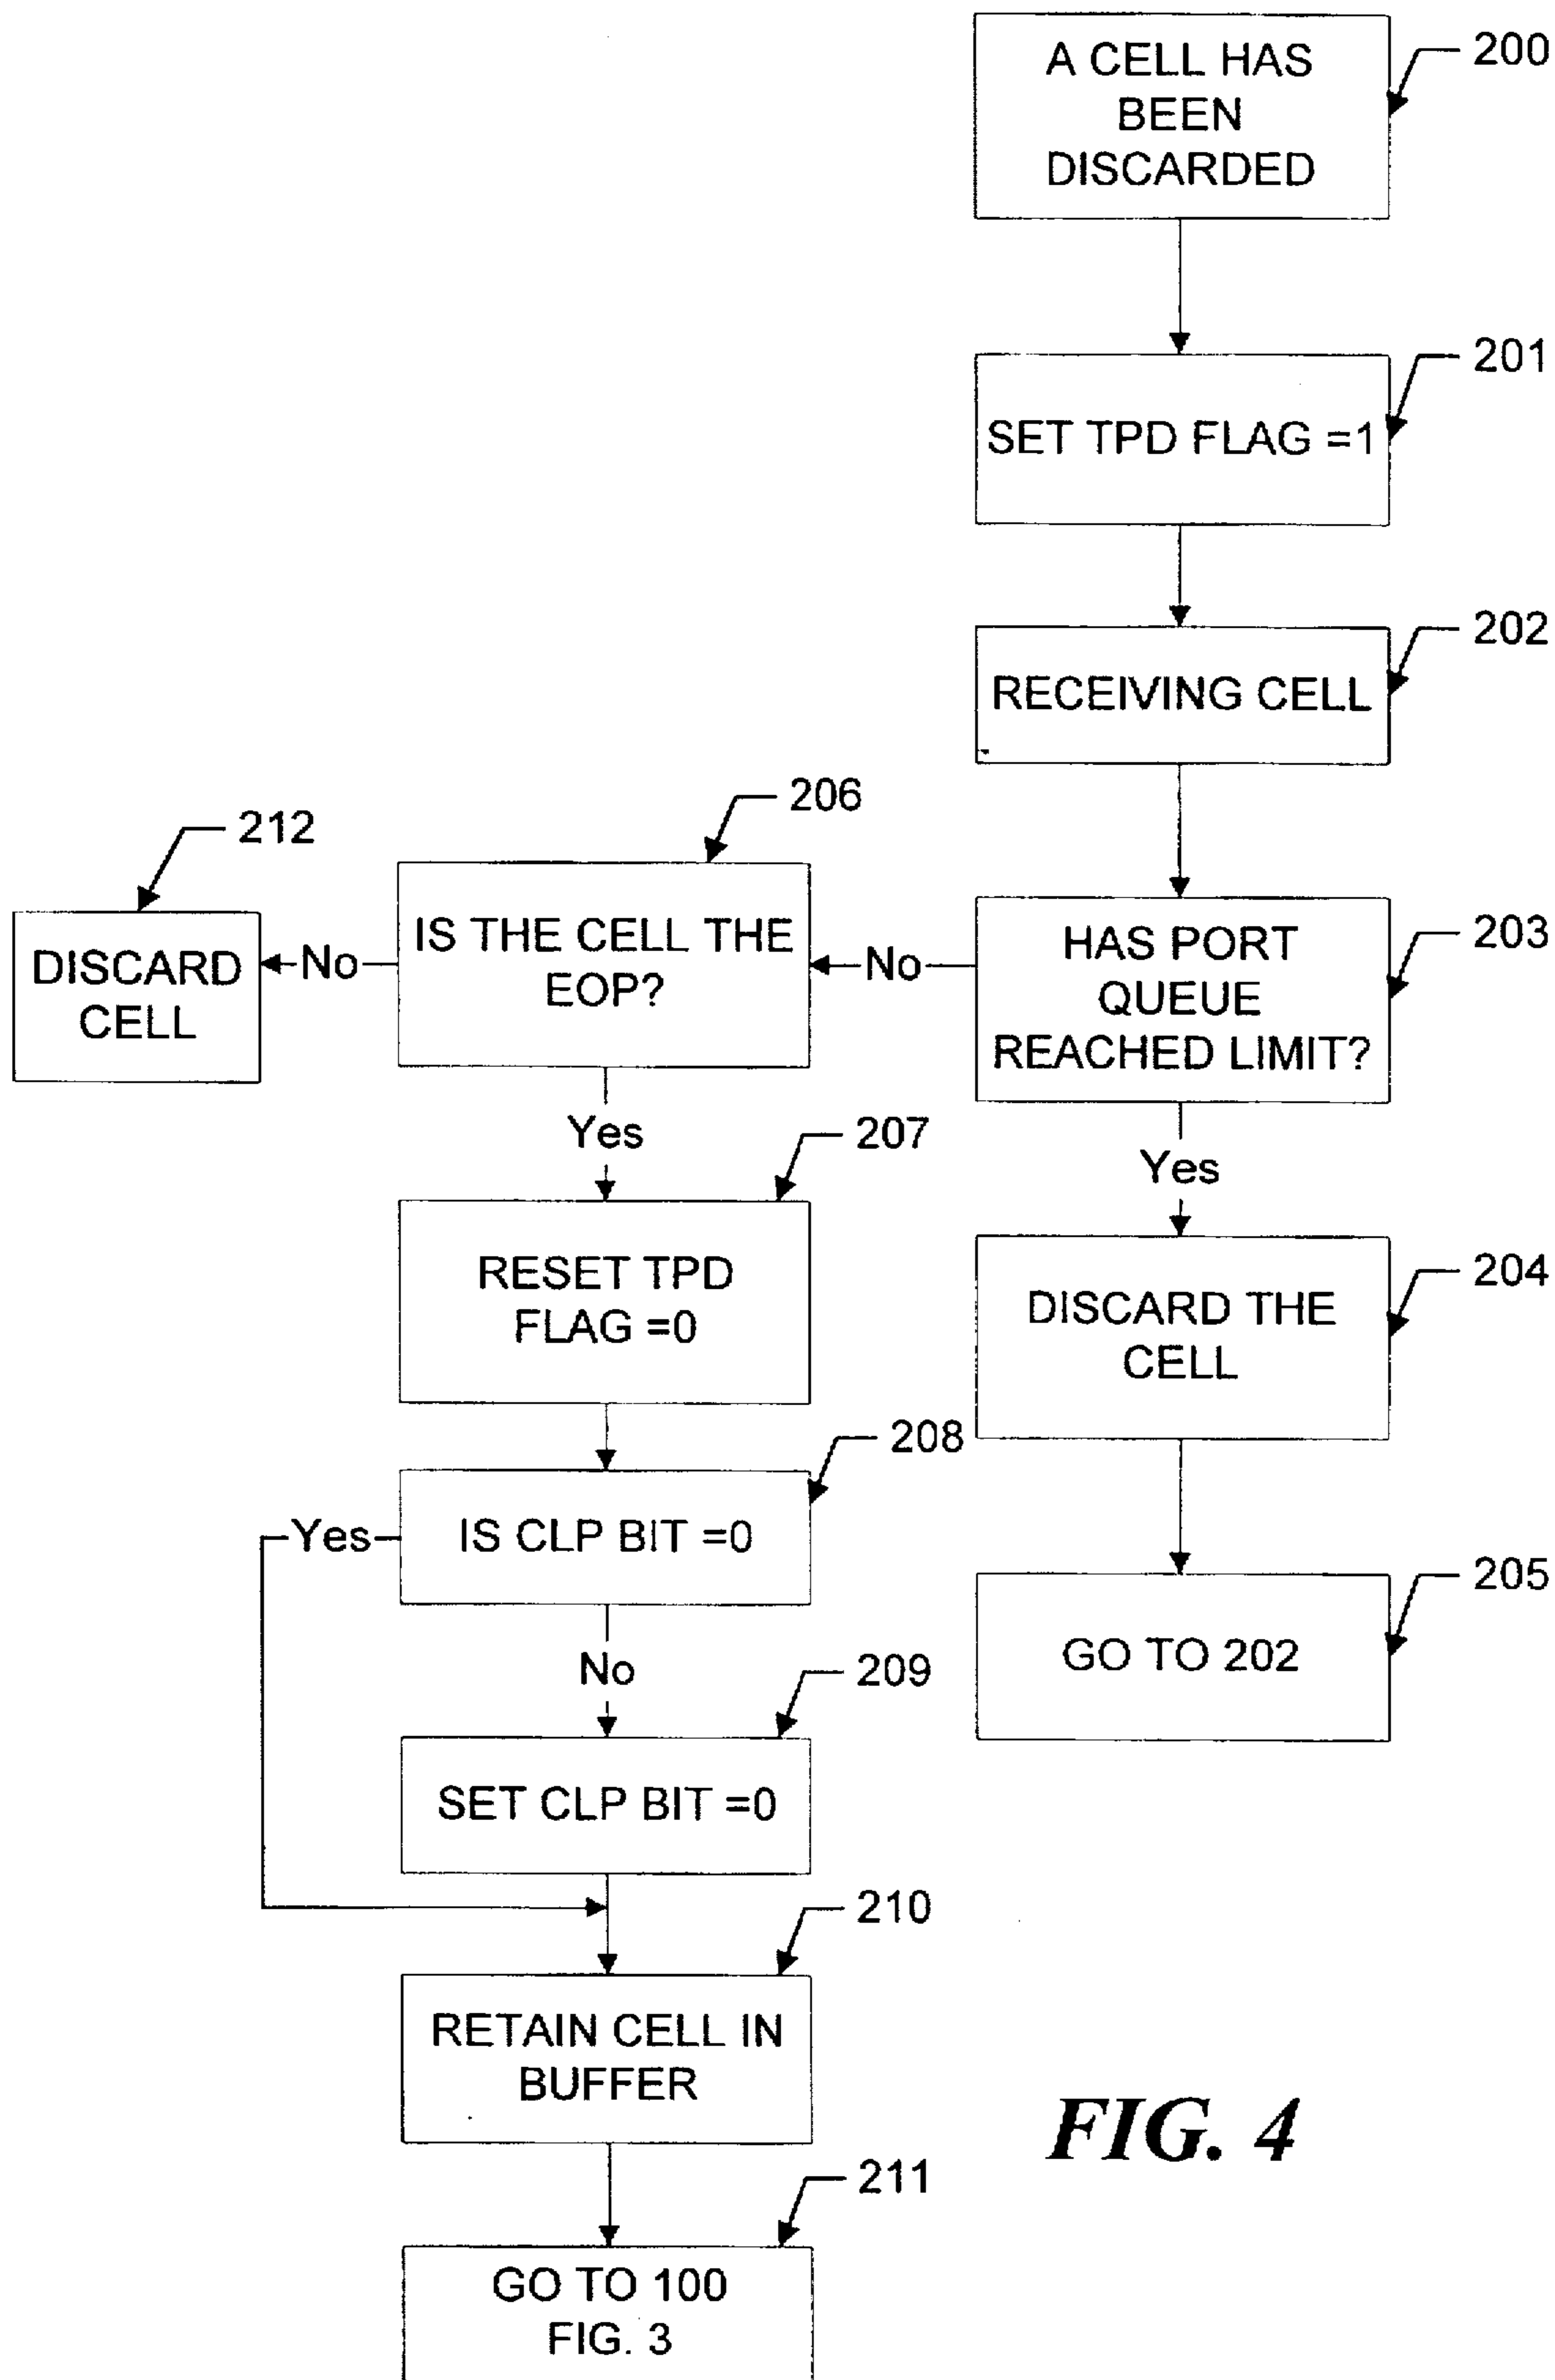 A CELL HAS
BEEN
DISCARDED
200
SET TPD FLAG =1
201
RECEIVING CELL
202
HAS PORT
QUEUE
REACHED LIMIT?
203
No
Yes
DISCARD THE
CELL
204
GO TO 202
205
IS THE CELL THE
EOP?
206
No
DISCARD
CELL
212
Yes
RESET TPD
FLAG =0
207
IS CLP BIT =0
208
Yes
No
SET CLP BIT =0
209
RETAIN CELL IN
BUFFER
210
GO TO 100
FIG. 3
211
FIG. 4